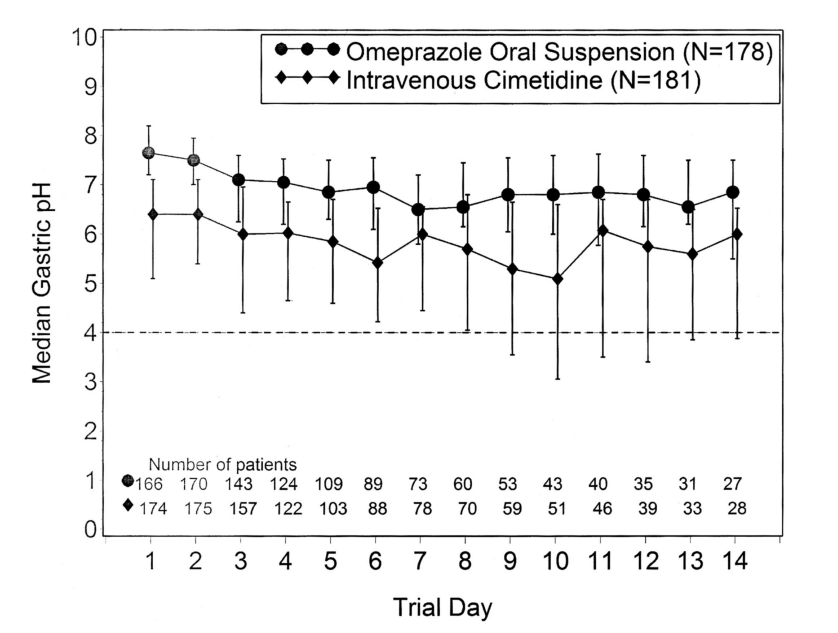 Omeprazole Oral Suspension (N=178)
Intravenous Cimetidine (N=181)
Median Gastric pH
10
9
8
7
6
5
4
3
2
1
0
Number of patients
166 170 143 124 109 89 73 60 53 43 40 35 31 27
174 175 157 122 103 88 78 70 59 51 46 39 33 28
1 2 3 4 5 6 7 8 9 10 11 12 13 14
Trial Day